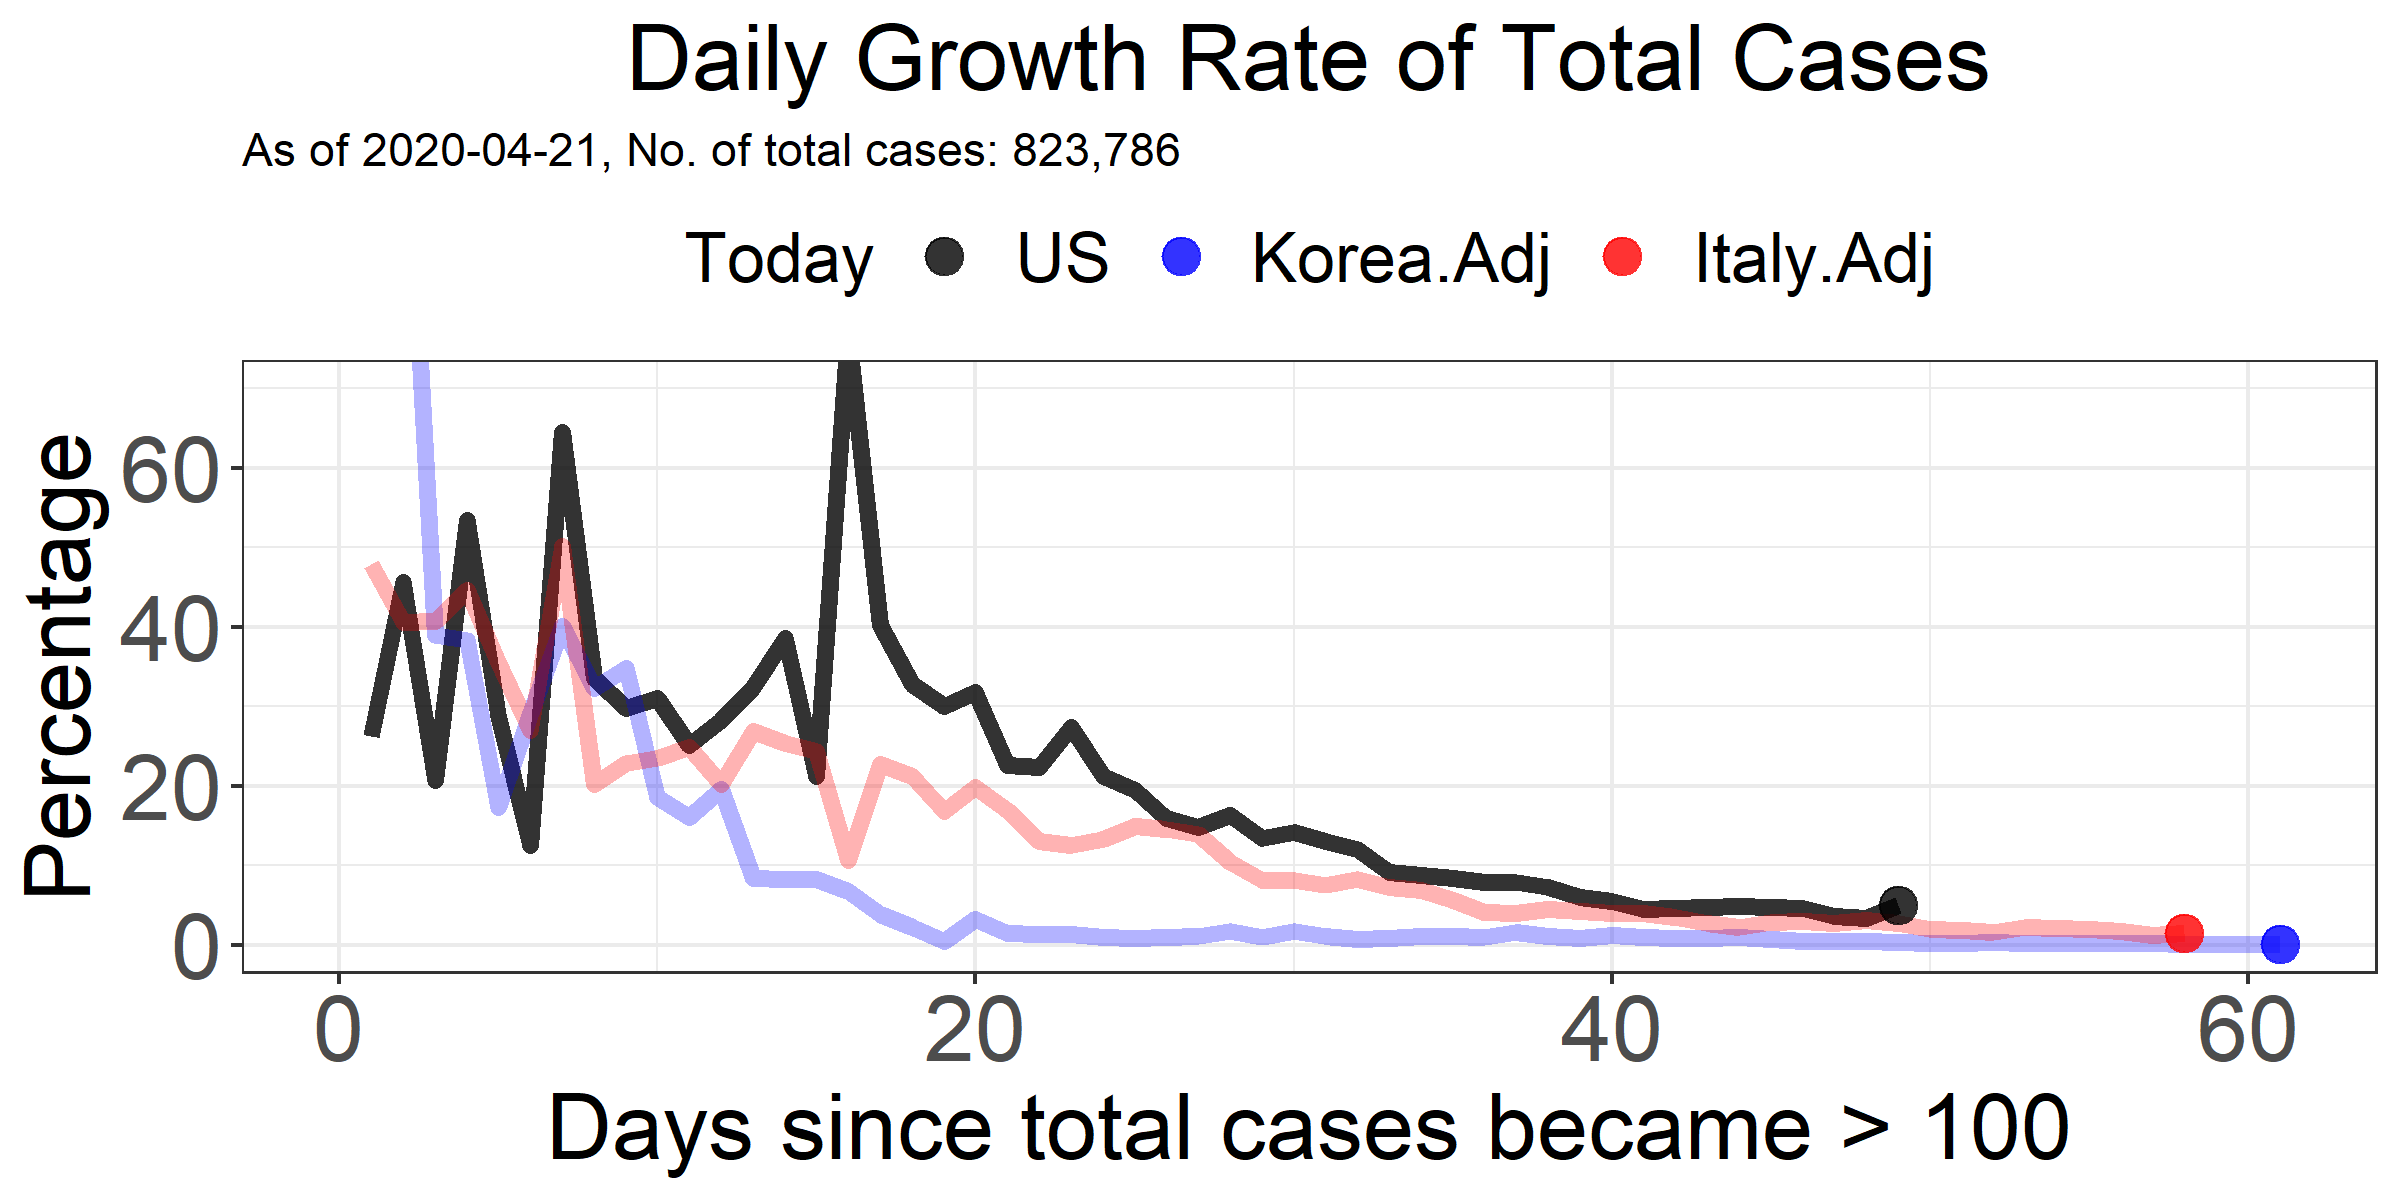 Daily Growth Rate of Total Cases
As of 2020-04-21, No. of total cases: 823,786
Today US Korea.Adj Italy.Adj
Percentage
60
40
20
0
0 20 40 60
Days since total cases became > 100